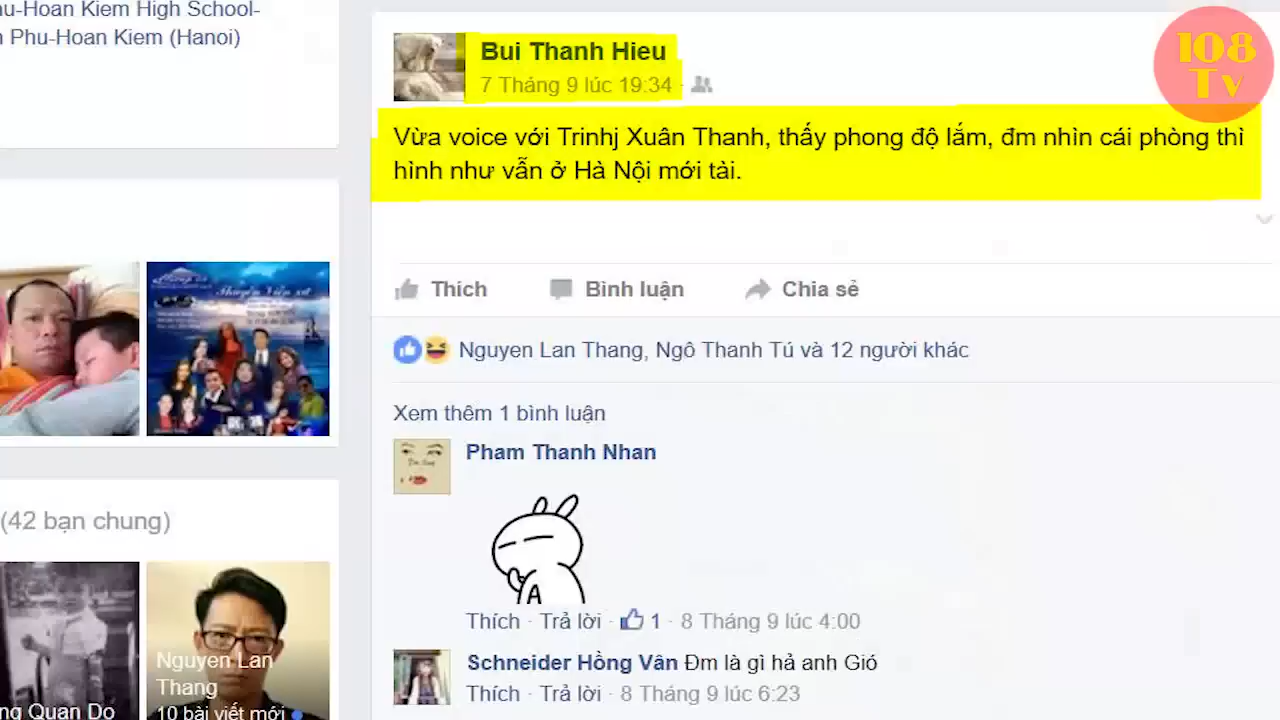 u-Hoan Kiem High School-
Phu-Hoan Kiem (Hanoi)
108
Tv
Bui Thanh Hieu
7 Tháng 9 lúc 19:34
Vừa voice với Trinhj Xuân Thanh, thấy phong độ lắm, đm nhìn cái phòng thì
hình như vẫn ở Hà Nội mới tài.
Thích Bình luận Chia sẻ
Nguyen Lan Thang, Ngô Thanh Tú và 12 người khác
Xem thêm 1 bình luận
Pham Thanh Nhan
A
Thích · Trả lời · 1 · 8 Tháng 9 lúc 4:00
Schneider Hồng Vân Đm là gì hả anh Gió
Thích · Trả lời · 8 Tháng 9 lúc 6:23
(42 bạn chung)
ng Quan Do
Nguyen Lan
Thang
10 bài viết mới